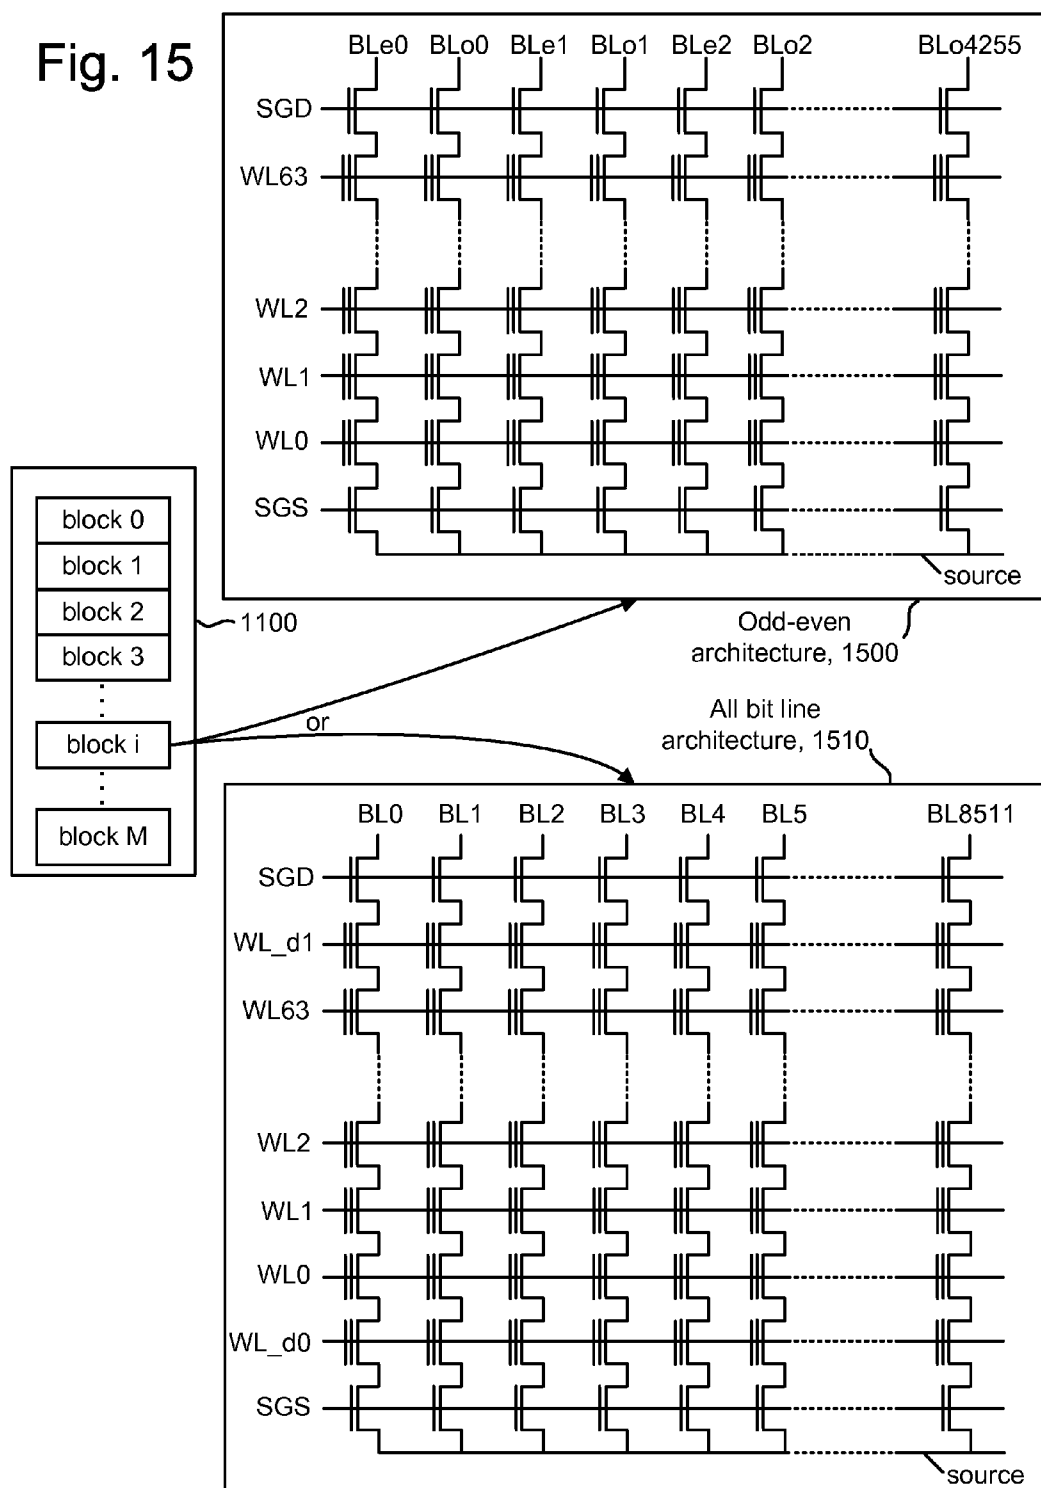 Fig. 15
BLe0 BLo0 BLe1 BLo1 BLe2 BLo2 BLo4255
SGD
WL63
WL2
WL1
WL0
SGS
source
block 0
block 1
block 2
block 3
block i
block M
1100
or
Odd-even
architecture, 1500
All bit line
architecture, 1510
BL0 BL1 BL2 BL3 BL4 BL5 BL8511
SGD
WL_d1
WL63
WL2
WL1
WL0
WL_d0
SGS
source